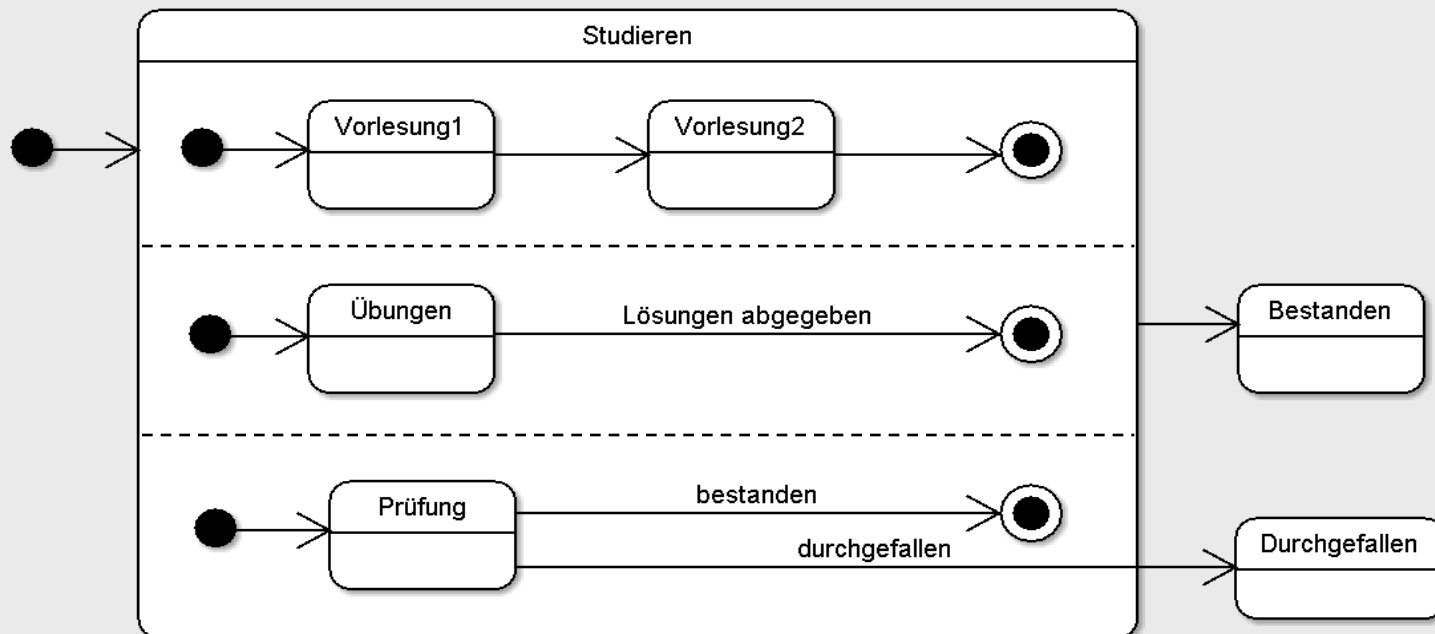 Studieren
Vorlesung1
Vorlesung2
Übungen
Lösungen abgegeben
Bestanden
Prüfung
bestanden
durchgefallen
Durchgefallen